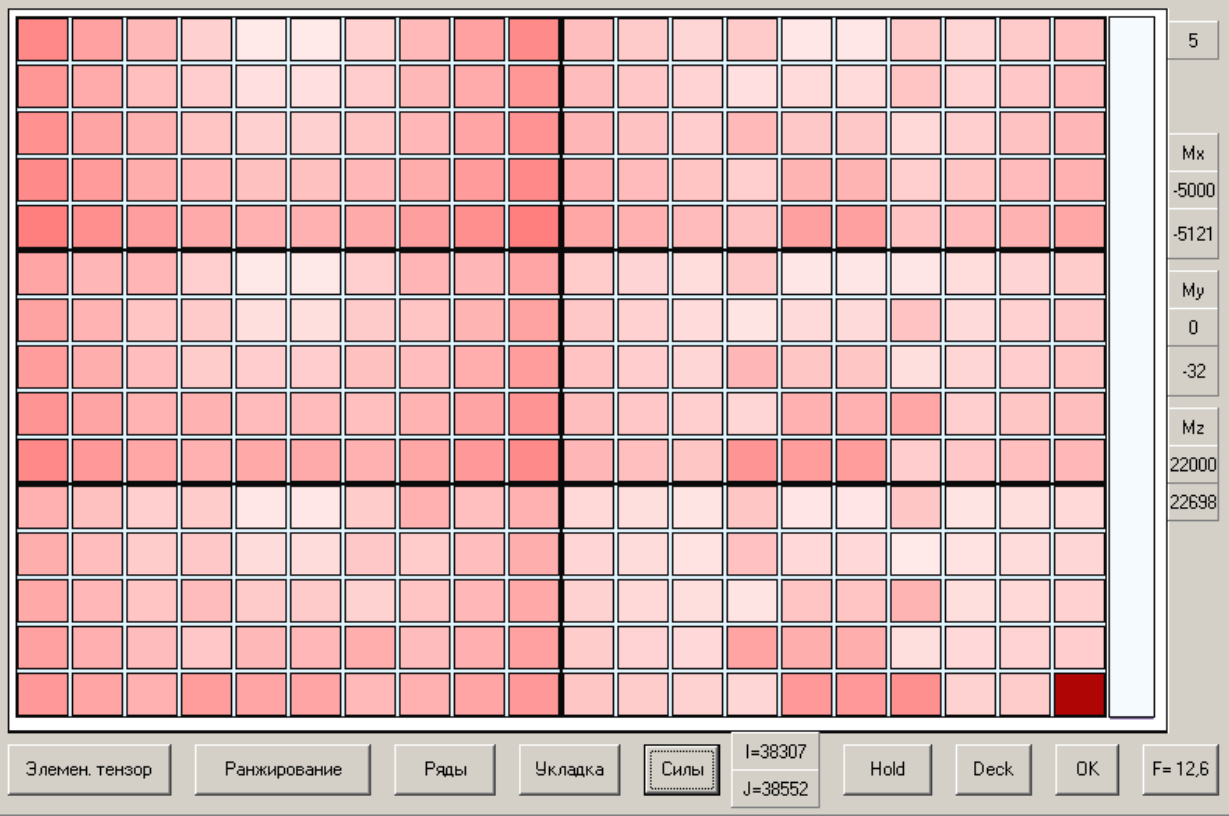 5
Mx
-5000
-5121
My
0
-32
Mz
22000
22698
Элемен. тензор
Ранжирование
Ряды
Укладка
Силы
I=38307
J=38552
Hold
Deck
OK
F= 12,6